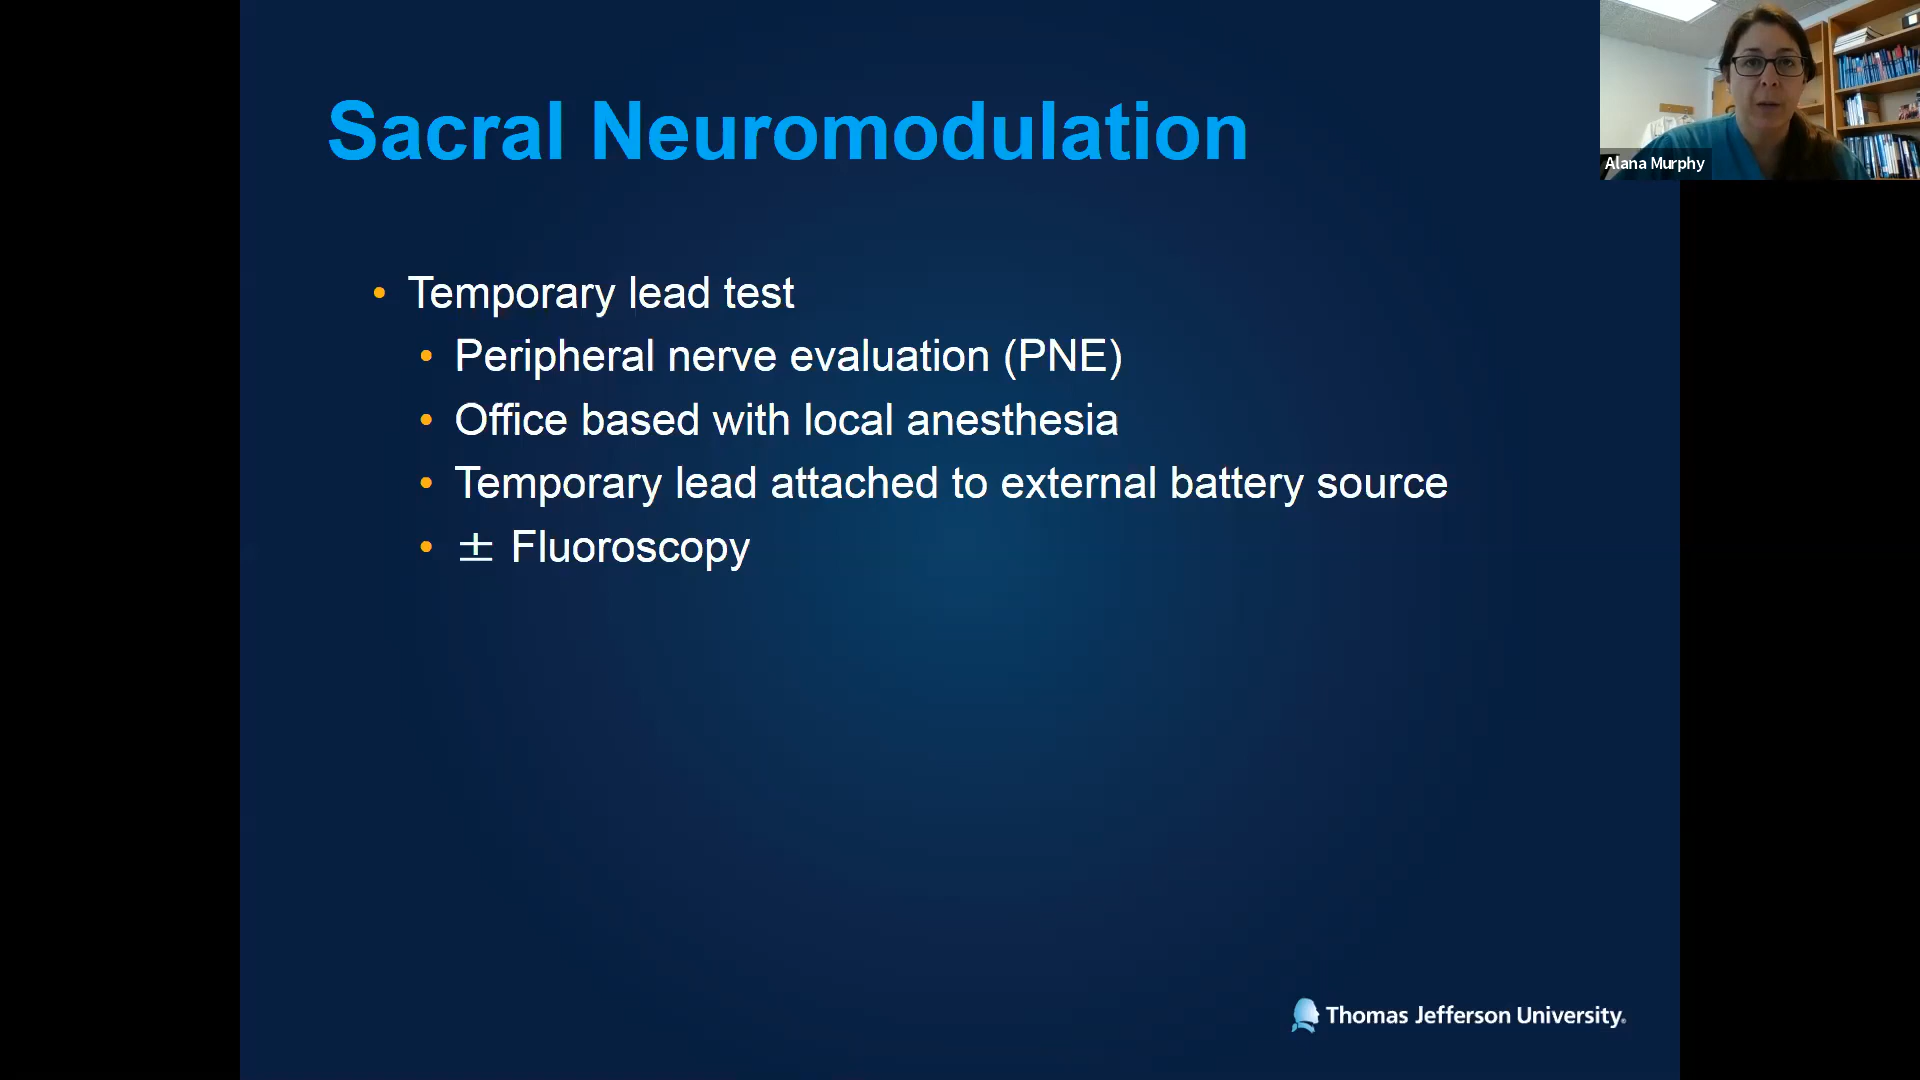 Sacral Neuromodulation
Alana Murphy
• Temporary lead test
• Peripheral nerve evaluation (PNE)
• Office based with local anesthesia
• Temporary lead attached to external battery source
• ± Fluoroscopy
Thomas Jefferson University®